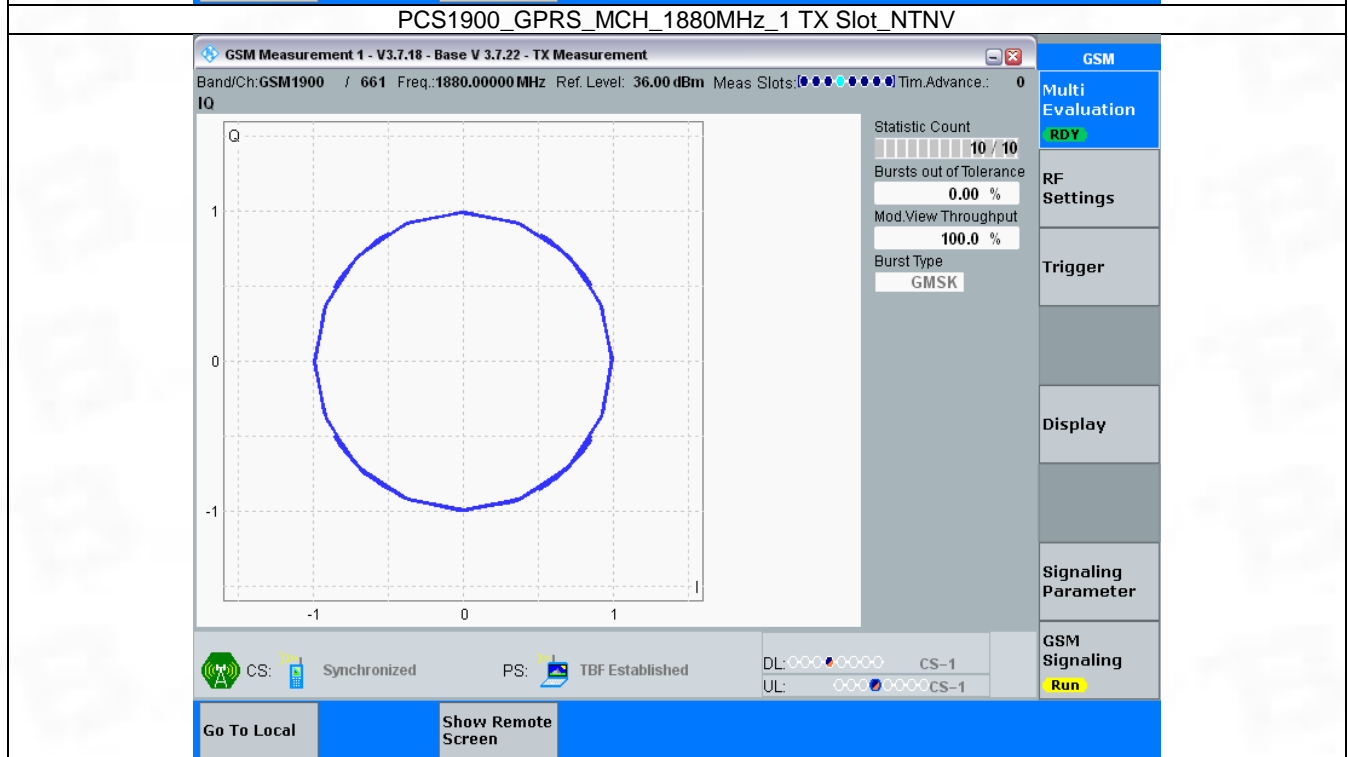 PCS1900_GPRS_MCH_1880MHz_1 TX Slot_NTNV
GSM Measurement 1 - V3.7.18 - Base V 3.7.22 - TX Measurement
GSM
Band/Ch:GSM1900 / 661 Freq.:1880.00000 MHz Ref. Level: 36.00 dBm Meas Slots: Tim.Advance.: 0
IQ
Multi
Evaluation
RDY
Q
Statistic Count
10 / 10
Bursts out of Tolerance
0.00 %
Mod.View Throughput
100.0 %
Burst Type
GMSK
RF
Settings
Trigger
Display
1
0
-1
I
-1 0 1
Signaling
Parameter
GSM
Signaling
Run
CS: Synchronized PS: TBF Established
DL: CS-1
UL: CS-1
Go To Local
Show Remote
Screen